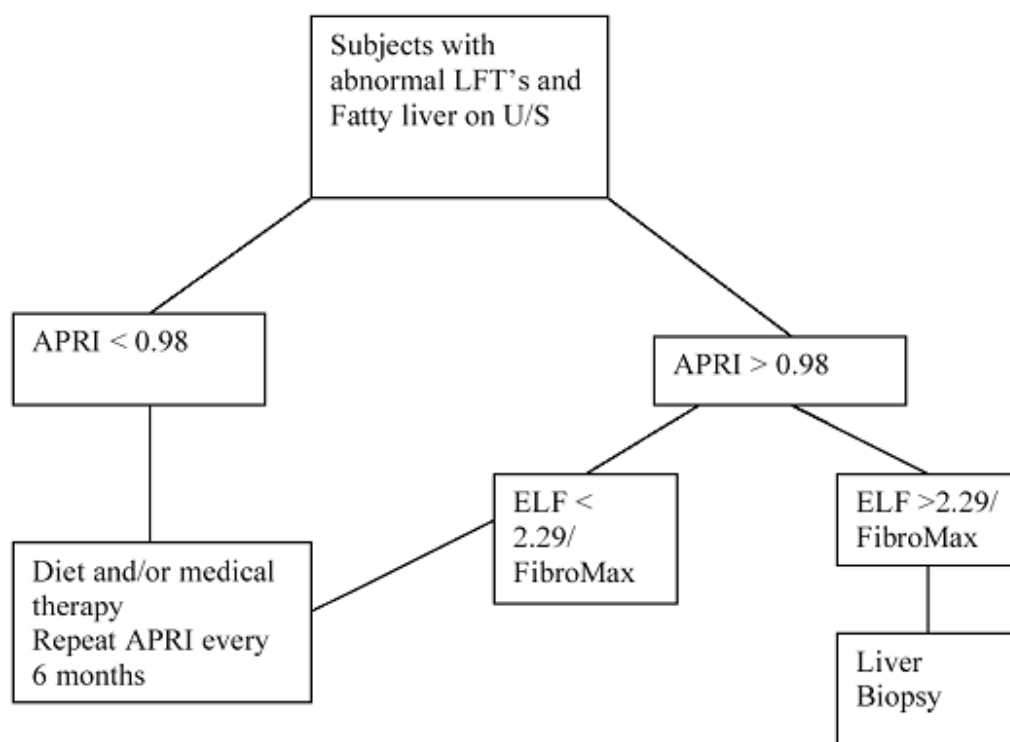 Subjects with
abnormal LFT's and
Fatty liver on U/S
APRI < 0.98
APRI > 0.98
ELF <
2.29/
FibroMax
ELF >2.29/
FibroMax
Diet and/or medical
therapy
Repeat APRI every
6 months
Liver
Biopsy